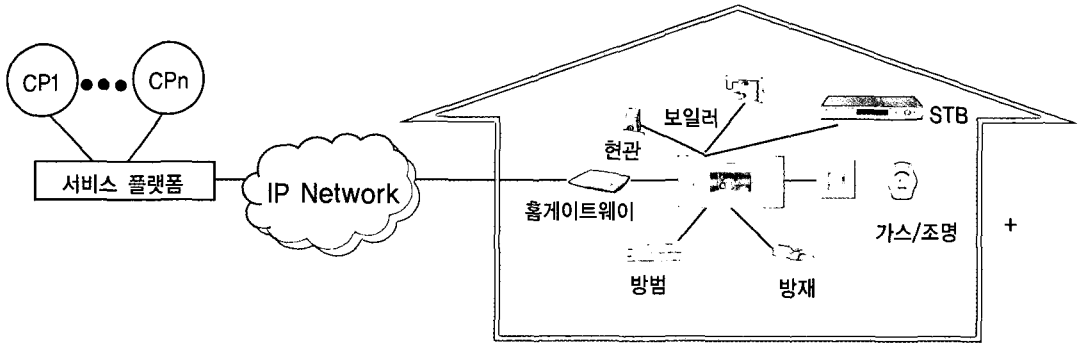 CP1
CPn
서비스 플랫폼
IP Network
홈게이트웨이
현관
보일러
STB
가스/조명
방범
방재
+